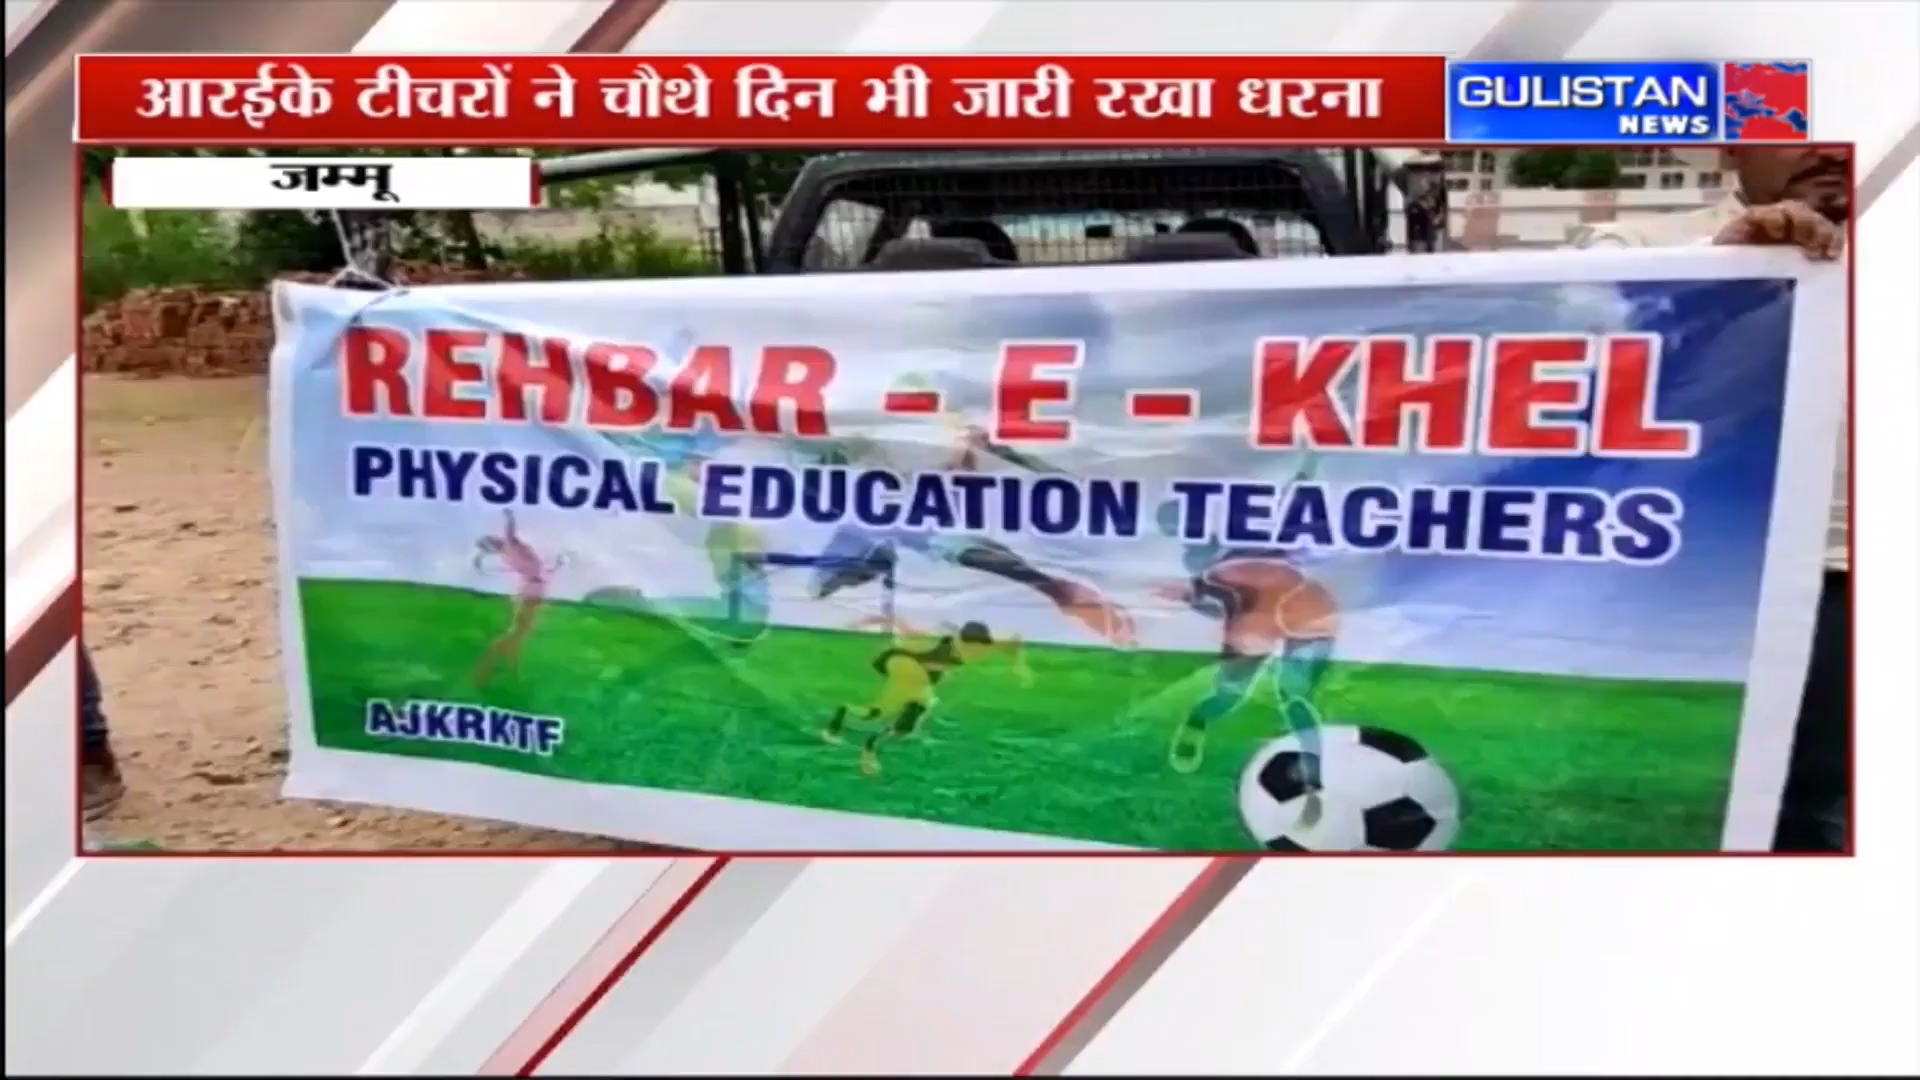 आरईके टीचरों ने चौथे दिन भी जारी रखा धरना
GULISTAN
NEWS
जम्मू
REHBAR - E - KHEL
PHYSICAL EDUCATION TEACHERS
AJKRKTF